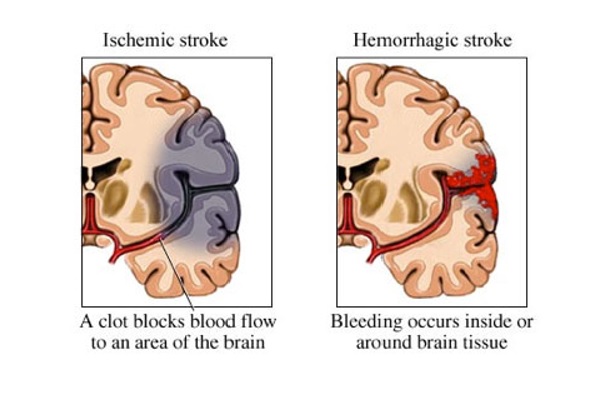 Ischemic stroke
Hemorrhagic stroke
A clot blocks blood flow
to an area of the brain
Bleeding occurs inside or
around brain tissue